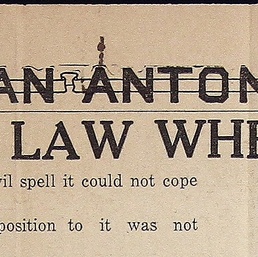 AN ANTON
LAW WHE
vil spell it could not cope
position to it was not